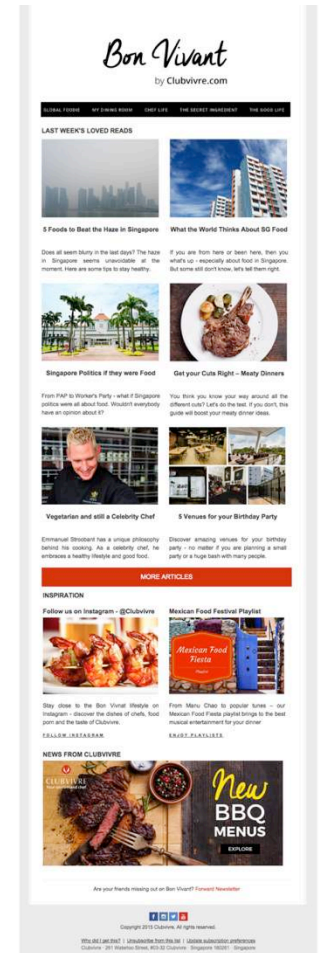 Bon Vivant
by Clubvivre.com
GLOBAL FOODIE MY DINING ROOM CHEF LIFE THE SECRET INGREDIENT THE GOOD LIFE
LAST WEEK'S LOVED READS
5 Foods to Beat the Haze in Singapore
Does all seem blurry in the last days? The haze
in Singapore seems unavoidable at the
moment. Here are some tips to stay healthy.
What the World Thinks About SG Food
If you are from here or been here, then you
what's up - especially about food in Singapore.
But some still don't know, let's tell them right.
Singapore Politics if they were Food
From PAP to Worker's Party - what if Singapore
politics were all about food. Wouldn't everybody
have an opinion about it?
Get your Cuts Right – Meaty Dinners
You think you know your way around all the
different cuts? Let's do the test. If you don't, this
guide will boost your meaty dinner ideas.
Vegetarian and still a Celebrity Chef
Emmanuel Stroobant has a unique philosophy
behind his cooking. As a celebrity chef, he
embraces a healthy lifestyle and good food.
5 Venues for your Birthday Party
Discover amazing venues for your birthday
party - no matter if you are planning a small
party or a huge bash with many people.
MORE ARTICLES
INSPIRATION
Follow us on Instagram - @Clubvivre
Stay close to the Bon Vivnat lifestyle on
Instagram - discover the dishes of chefs, food
porn and the taste of Clubvivre.
FOLLOW INSTAGRAM
Mexican Food Festival Playlist
Mexican Food
Fiesta
Playlist
From Manu Chao to popular tunes – our
Mexican Food Fiesta playlist brings to the best
musical entertainment for your dinner
ENJOY PLAYLISTS
NEWS FROM CLUBVIVRE
CLUBVIVRE
New
BBQ
MENUS
EXPLORE
Are your friends missing out on Bon Vivant? Forward Newsletter
Copyright 2015 Clubvivre, All rights reserved.
Why did I get this? | Unsubscribe from this list | Update subscription preferences
Clubvivre · 261 Waterloo Street, #03-32 Clubvivre · Singapore 180261 · Singapore